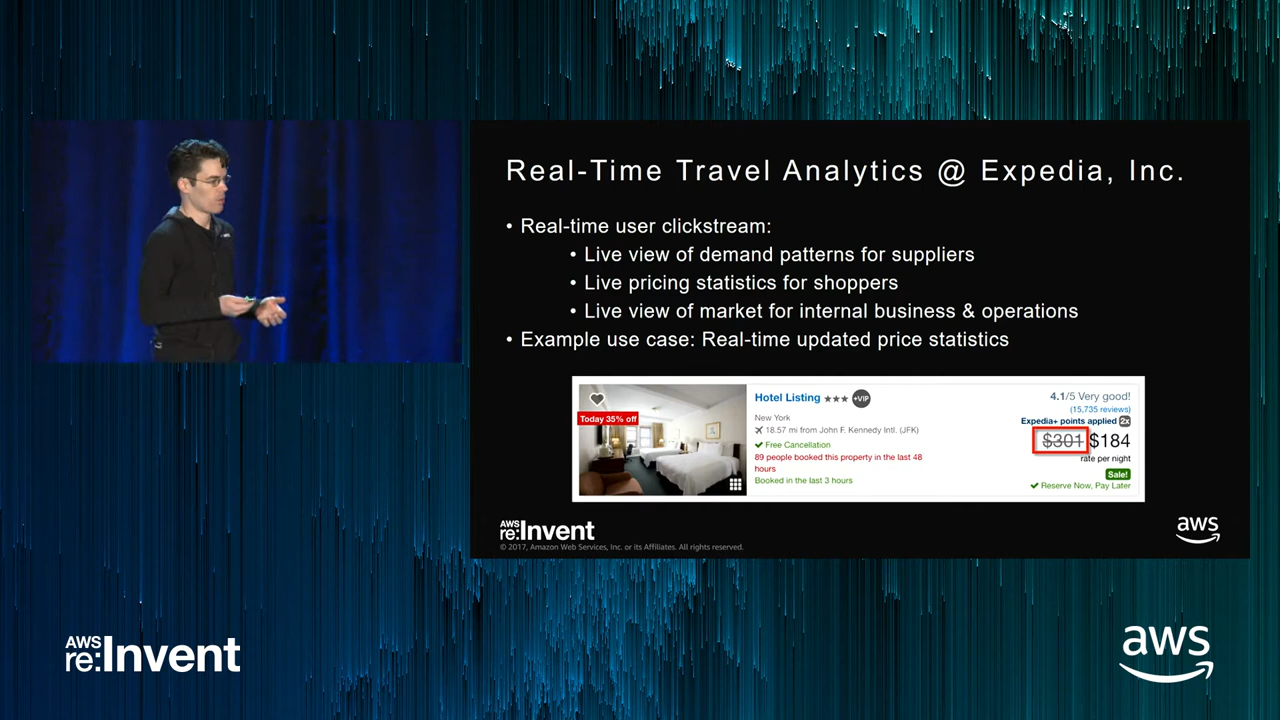 Real-Time Travel Analytics @ Expedia, Inc.
• Real-time user clickstream:
• Live view of demand patterns for suppliers
• Live pricing statistics for shoppers
• Live view of market for internal business & operations
• Example use case: Real-time updated price statistics
Today 35% off
Hotel Listing +VIP
New York
18.57 mi from John F. Kennedy Intl. (JFK)
Free Cancellation
89 people booked this property in the last 48
hours
Booked in the last 3 hours
4.1/5 Very good!
(15,735 reviews)
Expedia+ points applied 2x
$301 $184
rate per night
Sale!
Reserve Now, Pay Later
AWS
re:Invent
© 2017, Amazon Web Services, Inc. or its Affiliates. All rights reserved.
aws
AWS
re:Invent
aws